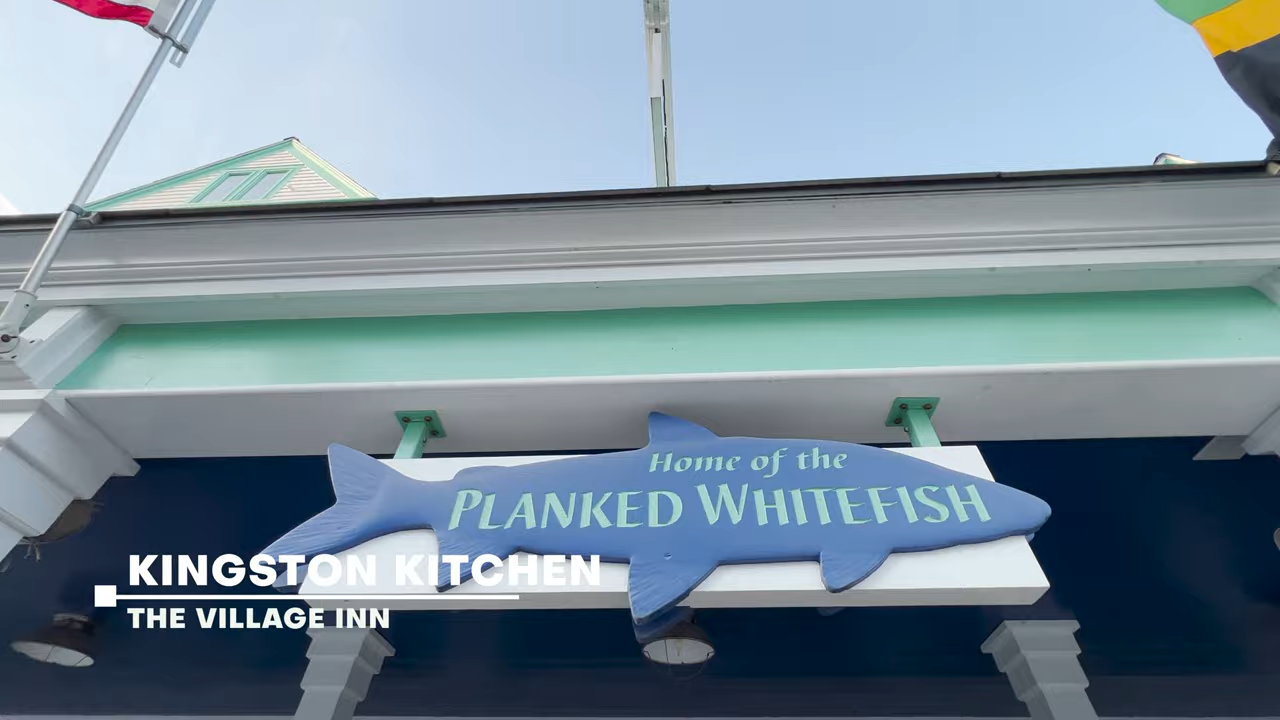 Home of the
PLANKED WHITEFISH
KINGSTON KITCHEN
THE VILLAGE INN